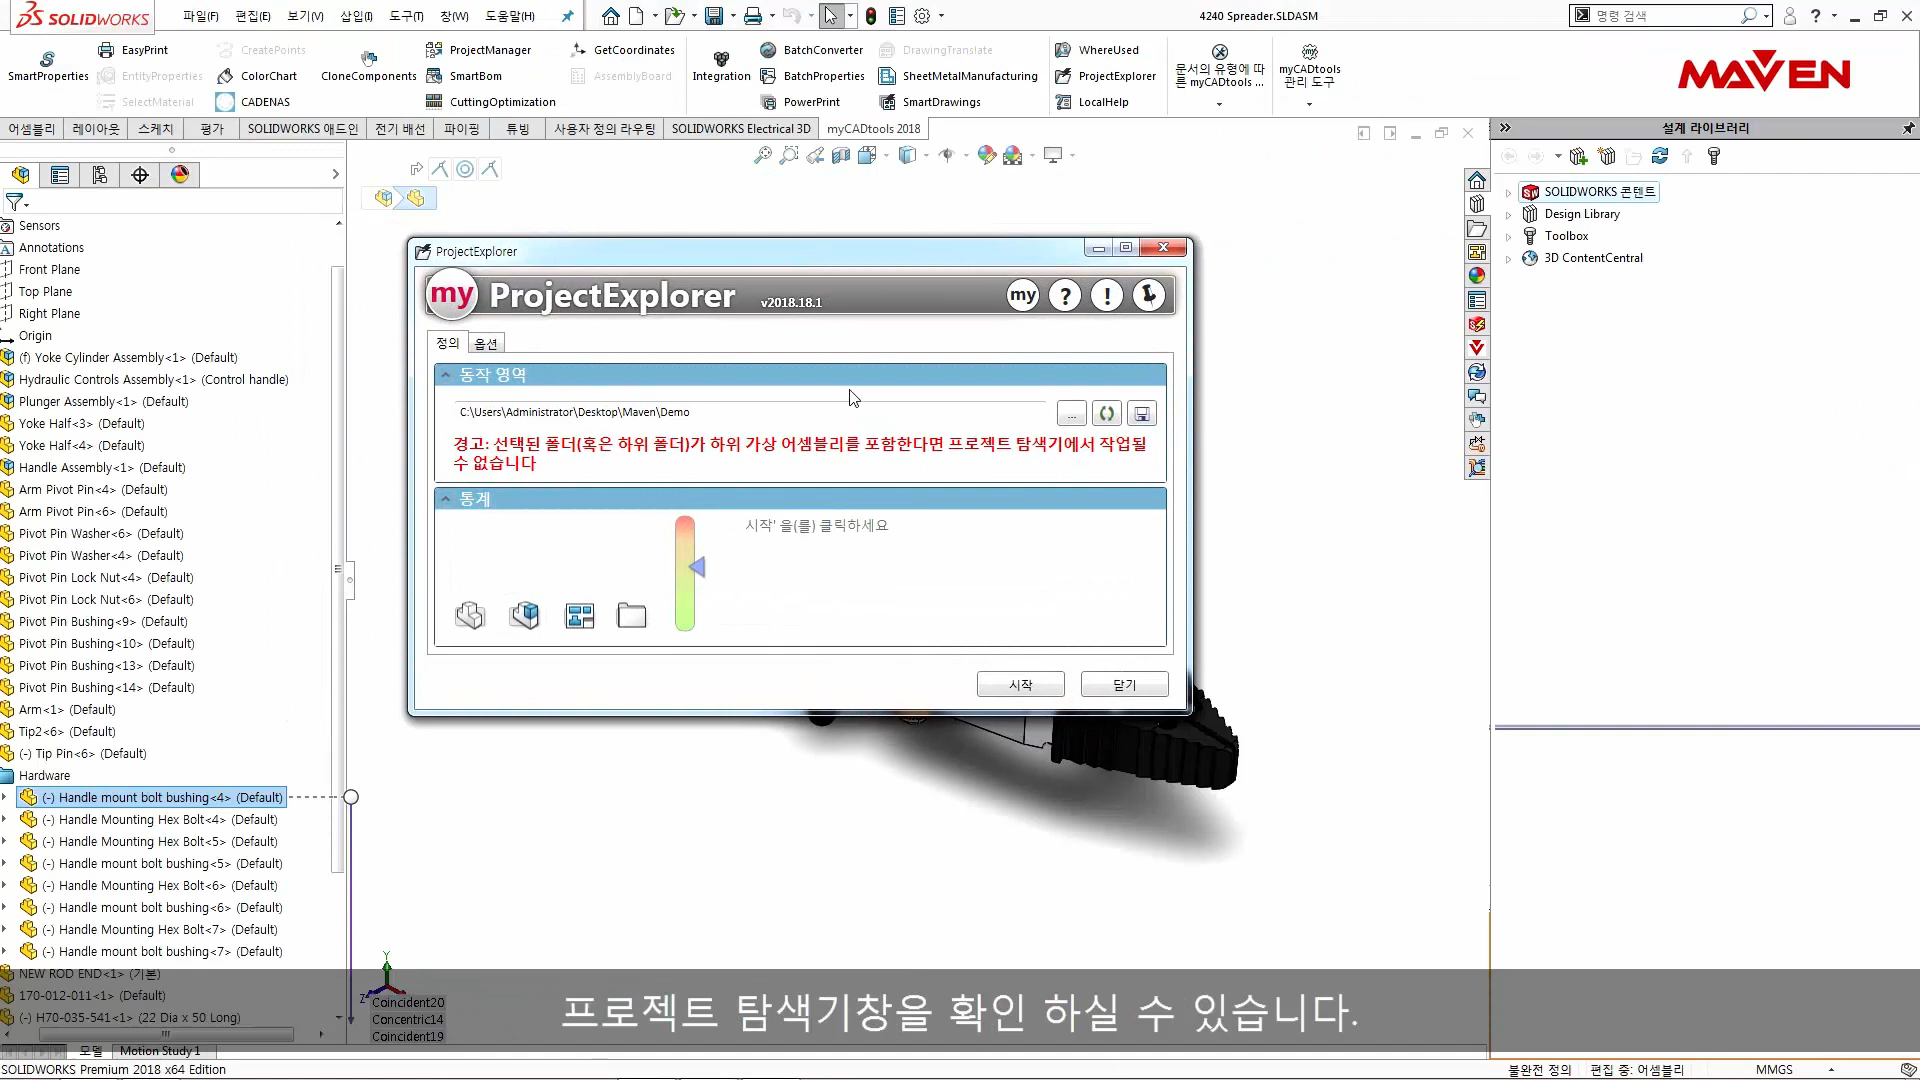 SOLIDWORKS 파일(F) 편집(E) 보기(V) 삽입(I) 도구(T) 창(W) 도움말(H) 4240 Spreader.SLDASM 명령 검색
EasyPrint CreatePoints ProjectManager GetCoordinates BatchConverter DrawingTranslate WhereUsed
SmartProperties EntityProperties ColorChart CloneComponents SmartBom AssemblyBoard Integration BatchProperties SheetMetalManufacturing ProjectExplorer
SelectMaterial CADENAS CuttingOptimization PowerPrint SmartDrawings LocalHelp
문서의 유형에 따
른 myCADtools ...
myCADtools
관리 도구
MAVEN
어셈블리 레이아웃 스케치 평가 SOLIDWORKS 애드인 전기 배선 파이핑 튜빙 사용자 정의 라우팅 SOLIDWORKS Electrical 3D myCADtools 2018
설계 라이브러리
SOLIDWORKS 콘텐트
Design Library
Toolbox
3D ContentCentral
Sensors
Annotations
Front Plane
Top Plane
Right Plane
Origin
(f) Yoke Cylinder Assembly<1> (Default)
Hydraulic Controls Assembly<1> (Control handle)
Plunger Assembly<1> (Default)
Yoke Half<3> (Default)
Yoke Half<4> (Default)
Handle Assembly<1> (Default)
Arm Pivot Pin<4> (Default)
Arm Pivot Pin<6> (Default)
Pivot Pin Washer<6> (Default)
Pivot Pin Washer<4> (Default)
Pivot Pin Lock Nut<4> (Default)
Pivot Pin Lock Nut<6> (Default)
Pivot Pin Bushing<9> (Default)
Pivot Pin Bushing<10> (Default)
Pivot Pin Bushing<13> (Default)
Pivot Pin Bushing<14> (Default)
Arm<1> (Default)
Tip2<6> (Default)
(-) Tip Pin<6> (Default)
Hardware
(-) Handle mount bolt bushing<4> (Default)
(-) Handle Mounting Hex Bolt<4> (Default)
(-) Handle Mounting Hex Bolt<5> (Default)
(-) Handle mount bolt bushing<5> (Default)
(-) Handle Mounting Hex Bolt<6> (Default)
(-) Handle mount bolt bushing<6> (Default)
(-) Handle Mounting Hex Bolt<7> (Default)
(-) Handle mount bolt bushing<7> (Default)
NEW ROD END<1> (기본)
170-012-011<1> (Default)
(-) H70-035-541<1> (22 Dia x 50 Long)
ProjectExplorer
my ProjectExplorer v2018.18.1 my ? !
정의 옵션
동작 영역
C:\Users\Administrator\Desktop\Maven\Demo ...
경고: 선택된 폴더(혹은 하위 폴더)가 하위 가상 어셈블리를 포함한다면 프로젝트 탐색기에서 작업될
수 없습니다
통계
시작' 을(를) 클릭하세요
시작 닫기
Y
Z
Coincident20
Concentric14
Coincident19
프로젝트 탐색기창을 확인 하실 수 있습니다.
모델 Motion Study 1
SOLIDWORKS Premium 2018 x64 Edition 불완전 정의 편집 중: 어셈블리 MMGS